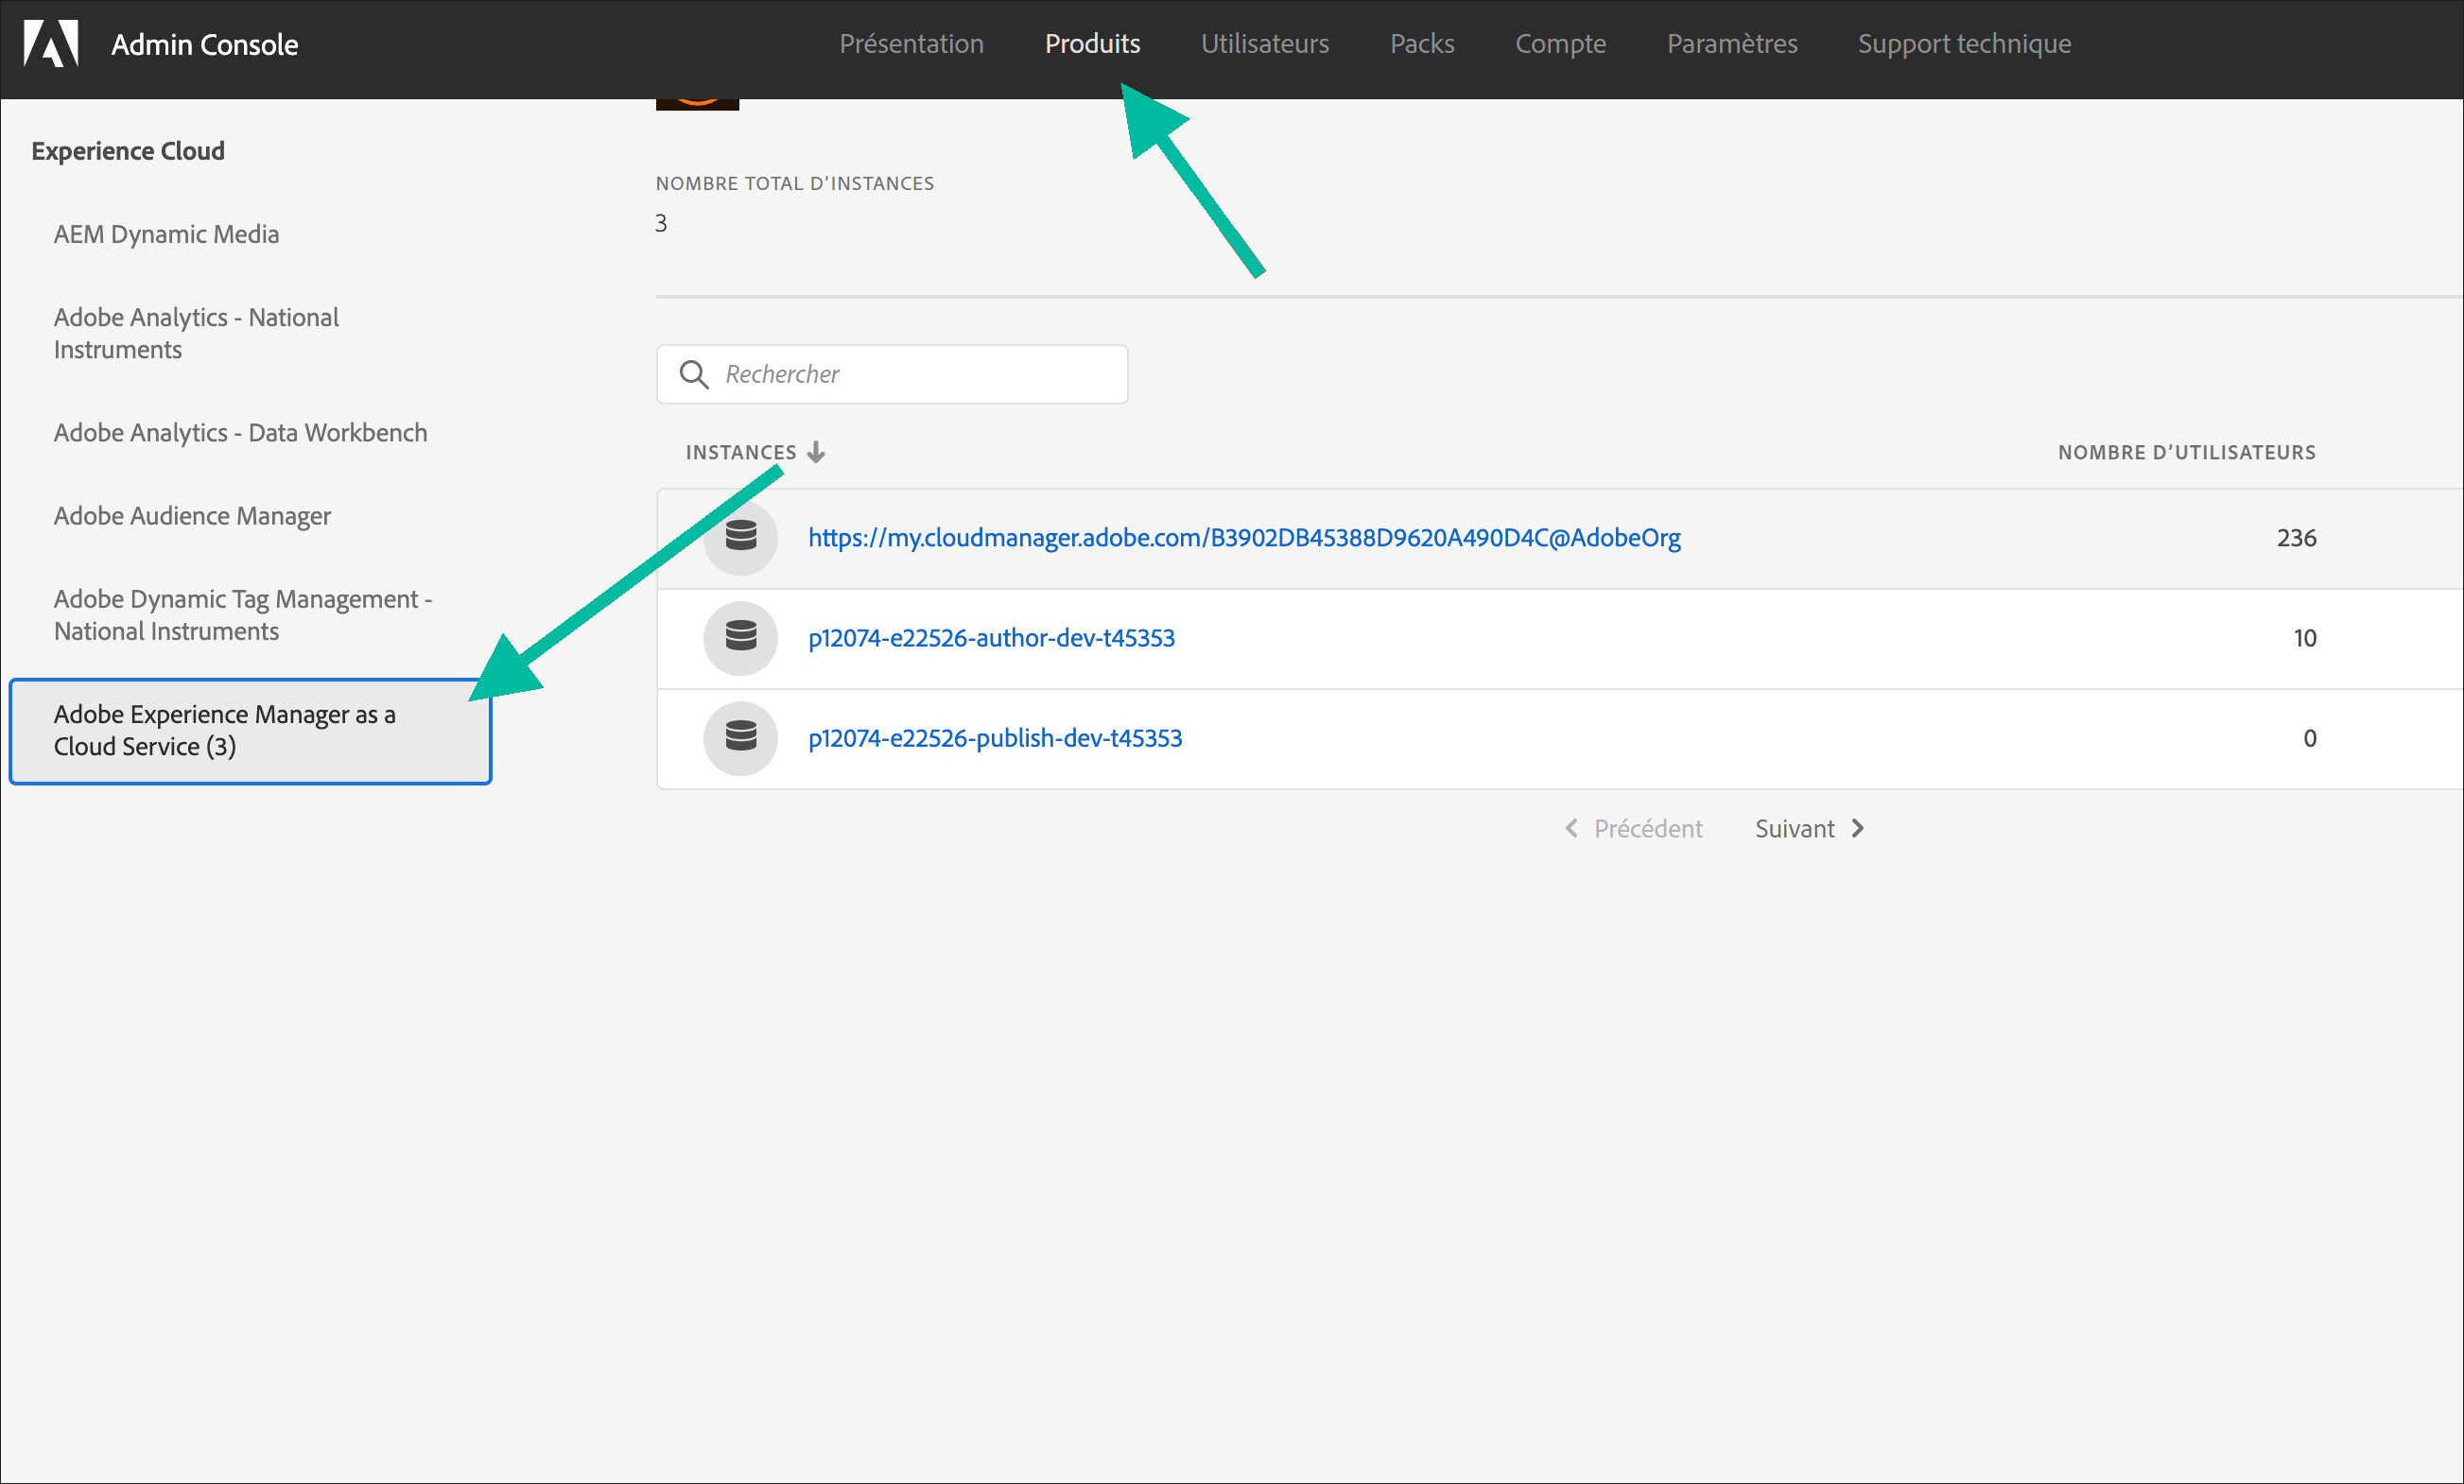 Admin Console
Présentation
Produits
Utilisateurs
Packs
Compte
Paramètres
Support technique
Experience Cloud
AEM Dynamic Media
Adobe Analytics - National
Instruments
Adobe Analytics - Data Workbench
Adobe Audience Manager
Adobe Dynamic Tag Management -
National Instruments
Adobe Experience Manager as a
Cloud Service (3)
NOMBRE TOTAL D’INSTANCES
3
Rechercher
INSTANCES
NOMBRE D’UTILISATEURS
https://my.cloudmanager.adobe.com/B3902DB45388D9620A490D4C@AdobeOrg
236
p12074-e22526-author-dev-t45353
10
p12074-e22526-publish-dev-t45353
0
Précédent
Suivant